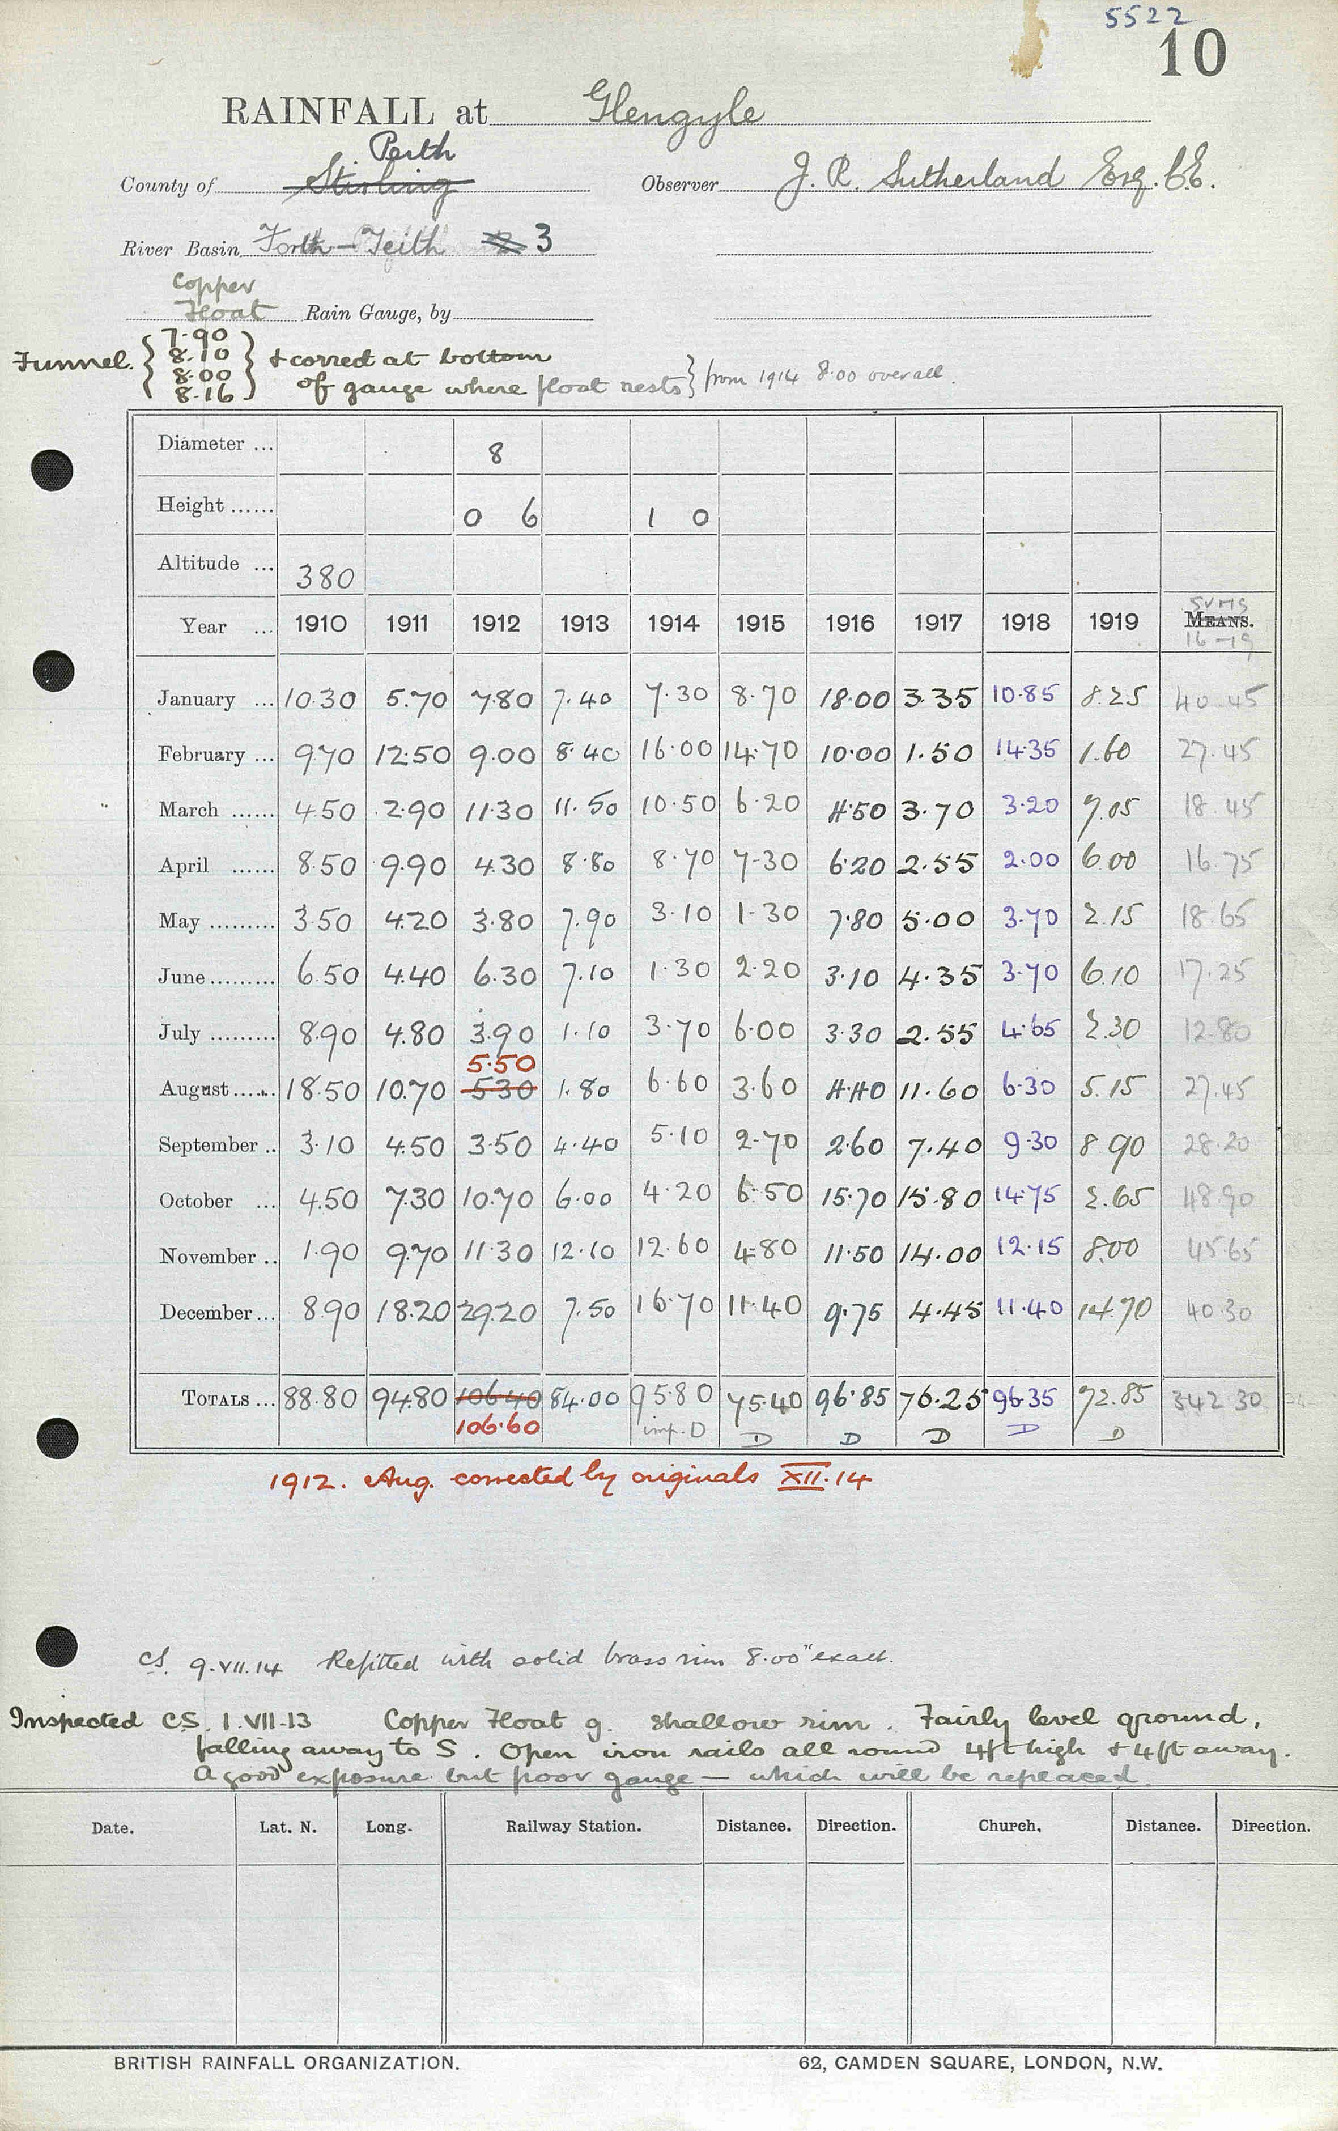 5522
10
RAINFALL at Glengyle
Perth
County of Stirling Observer J. R. Sutherland Esq. C.E.
River Basin Forth - Teith 3
Copper
Float Rain Gauge, by
Funnel { 7.90 8.10 8.00 8.16 } + correct at bottom
of gauge where float rests } from 1914 8.00 overall.
Diameter ... 8
Height ...... 0 6 1 0
Altitude ... 380
SUMS
Year ... 1910 1911 1912 1913 1914 1915 1916 1917 1918 1919 MEANS.
16-19
January ... 10.30 5.70 7.80 7.40 7.30 8.70 18.00 3.35 10.85 8.25 40.45
February ... 9.70 12.50 9.00 8.40 16.00 14.70 10.00 1.50 14.35 1.60 27.45
March ...... 4.50 2.90 11.30 11.50 10.50 6.20 4.50 3.70 3.20 7.05 18.45
April ...... 8.50 9.90 4.30 8.80 8.70 7.30 6.20 2.55 2.00 6.00 16.75
May ......... 3.50 4.20 3.80 7.90 3.10 1.30 7.80 5.00 3.70 2.15 18.65
June......... 6.50 4.40 6.30 7.10 1.30 2.20 3.10 4.35 3.70 6.10 17.25
July ......... 8.90 4.80 3.90 1.10 3.70 6.00 3.30 2.55 4.65 2.30 12.80
5.50
August...... 18.50 10.70 5.30 1.80 6.60 3.60 4.40 11.60 6.30 5.15 27.45
September .. 3.10 4.50 3.50 4.40 5.10 2.70 2.60 7.40 9.30 8.90 28.20
October ... 4.50 7.30 10.70 6.00 4.20 6.50 15.70 15.80 14.75 2.65 48.90
November .. 1.90 9.70 11.30 12.10 12.60 4.80 11.50 14.00 12.15 8.00 45.65
December... 8.90 18.20 29.20 7.50 16.70 11.40 9.75 4.45 11.40 14.70 40.30
TOTALS ... 88.80 94.80 106.40 84.00 95.80 75.40 96.85 76.25 96.35 72.85 342.30
106.60 imp. D D D D D D
1912. Aug. corrected by originals XII.14
CS. 9.VII.14 Refitted with solid brass rim 8.00" exact.
Inspected CS. 1.VII.13 Copper Float g. shallow rim. Fairly level ground,
falling away to S. Open iron rails all round 4ft high & 4ft away.
A good exposure but poor gauge — which will be replaced.
Date. Lat. N. Long. Railway Station. Distance. Direction. Church. Distance. Direction.
BRITISH RAINFALL ORGANIZATION. 62, CAMDEN SQUARE, LONDON, N.W.